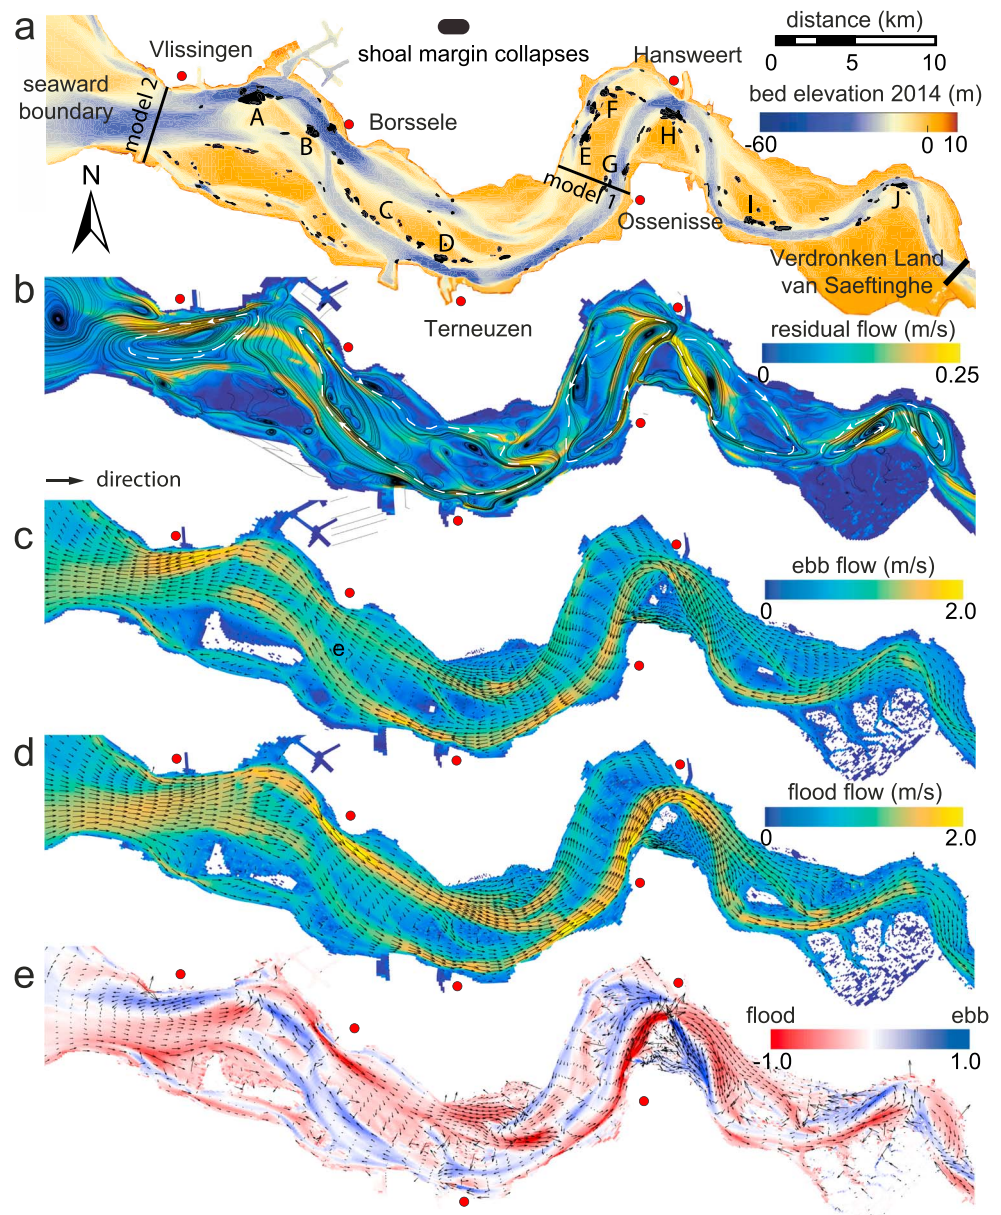 a
Vlissingen
shoal margin collapses
Hansweert
distance (km)
0 5 10
seaward
boundary
model 2
bed elevation 2014 (m)
-60 0 10
A
B
Borssele
C
D
E
F
G
H
I
J
model 1
Ossenisse
Verdronken Land
van Saeftinghe
N
b
Terneuzen
residual flow (m/s)
0 0.25
direction
c
ebb flow (m/s)
0 2.0
e
d
flood flow (m/s)
0 2.0
e
flood ebb
-1.0 1.0